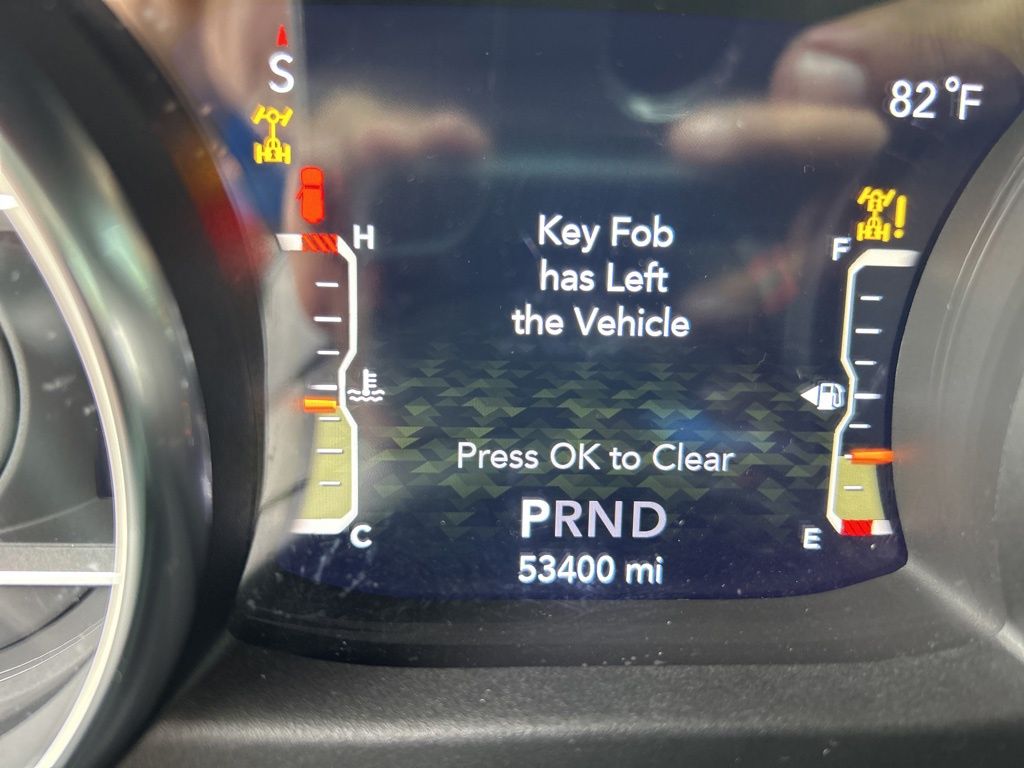 S
82°F
H
F
Key Fob
has Left
the Vehicle
Press OK to Clear
PRND
C
E
53400 mi